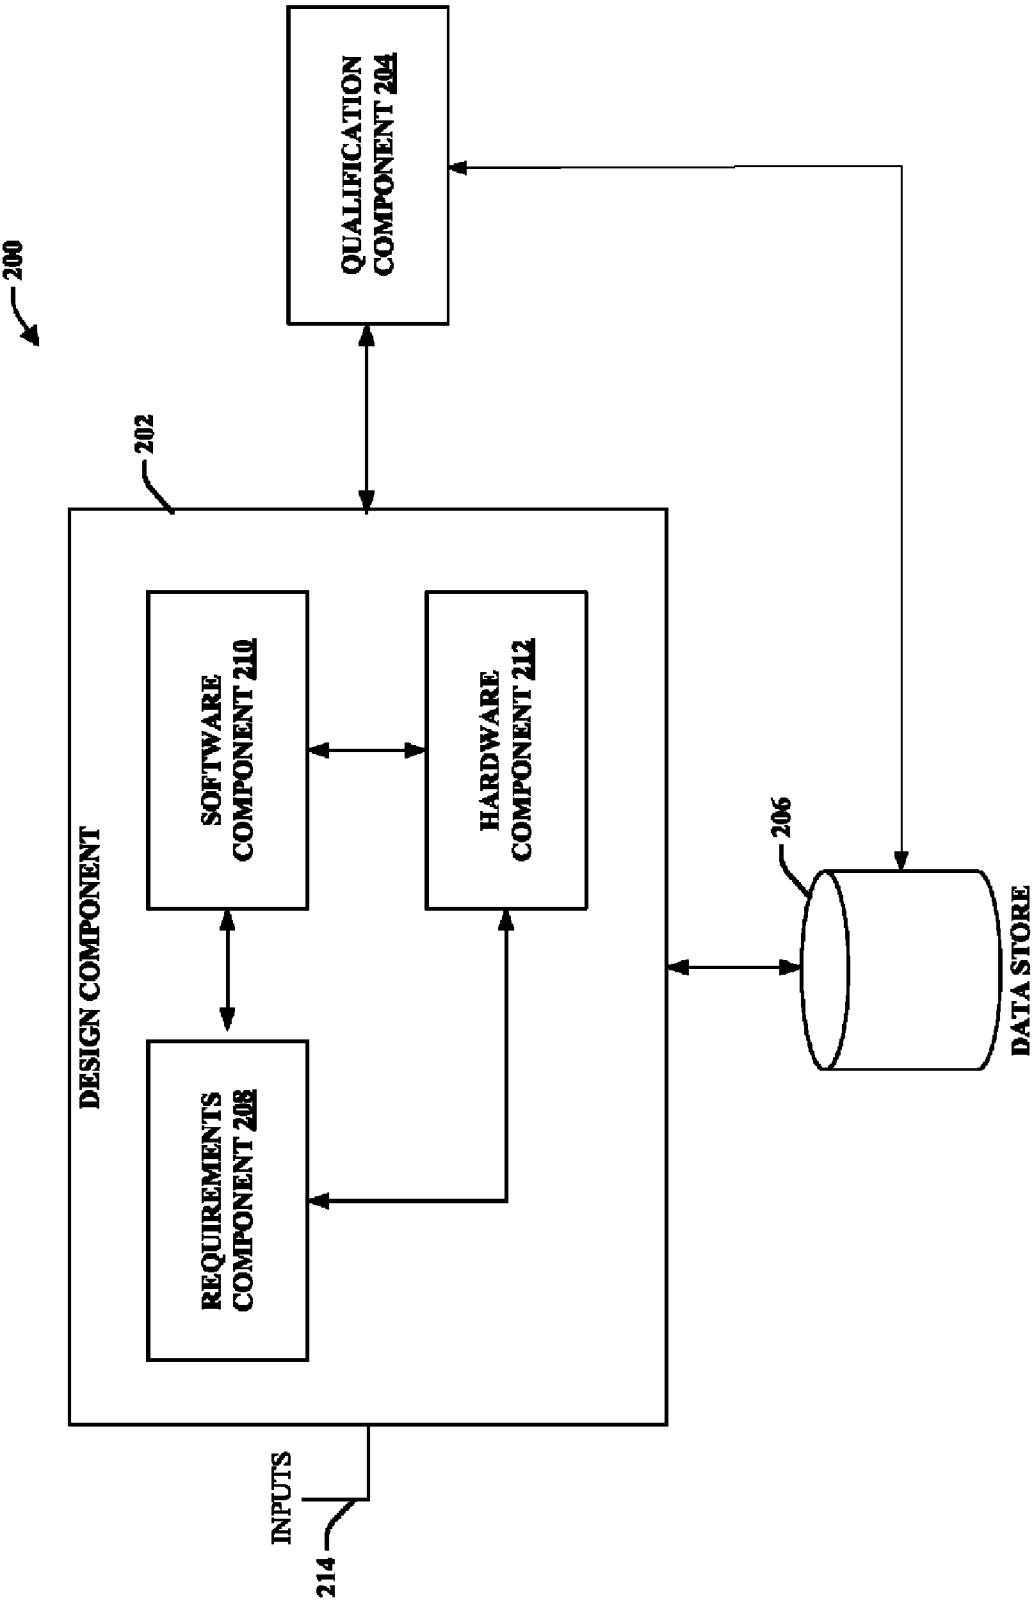 200
202
DESIGN COMPONENT
REQUIREMENTS
COMPONENT 208
SOFTWARE
COMPONENT 210
HARDWARE
COMPONENT 212
QUALIFICATION
COMPONENT 204
INPUTS
214
206
DATA STORE